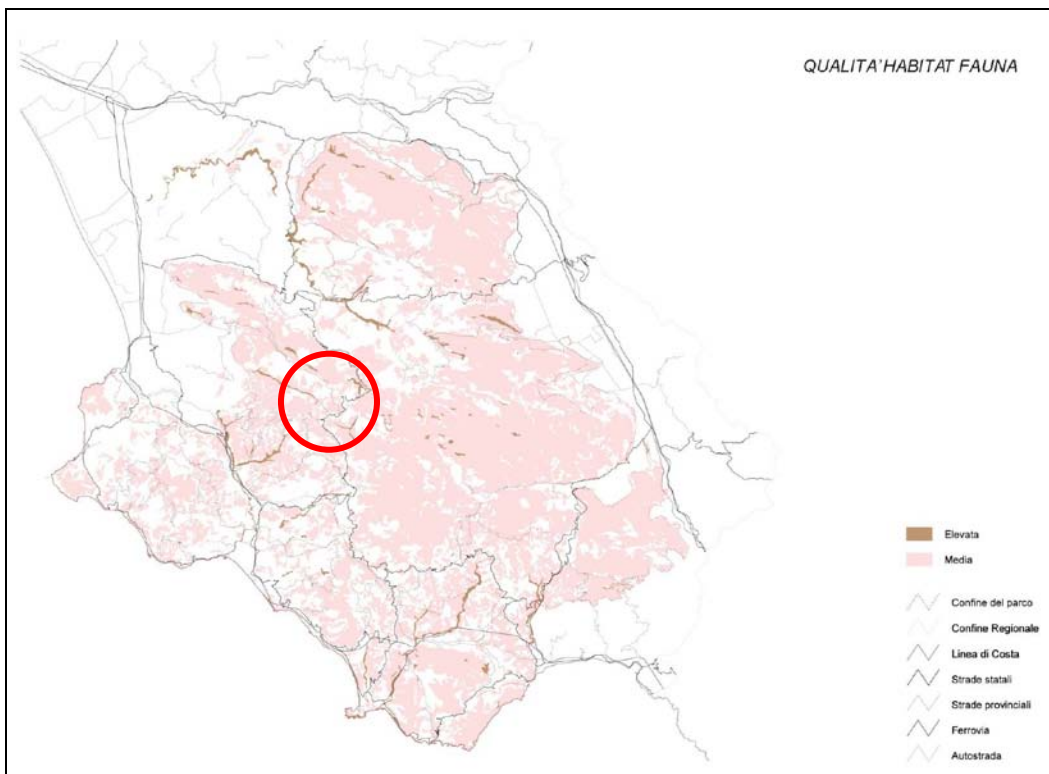 QUALITA'HABITAT FAUNA
Elevata
Media
Confine del parco
Confine Regionale
Linea di Costa
Strade statali
Strade provinciali
Ferrovia
Autostrada